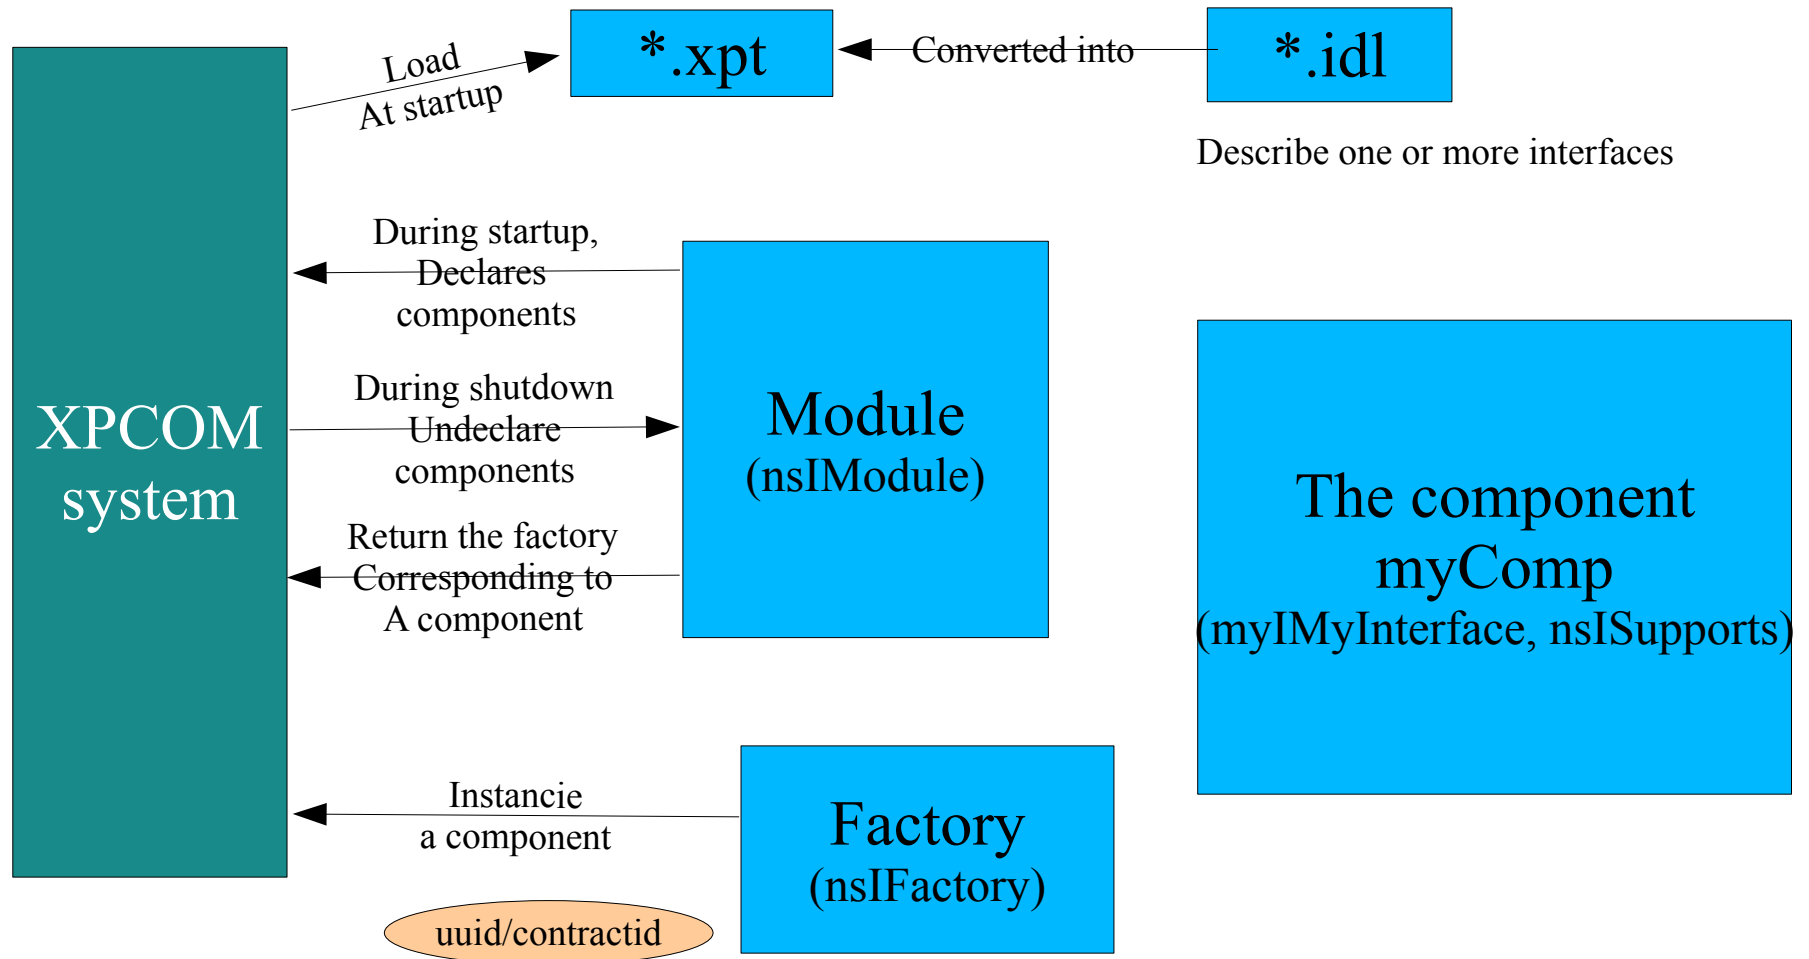 Load
At startup
*.xpt
Converted into
*.idl
Describe one or more interfaces
During startup,
Declares
components
During shutdown
Undeclare
components
Return the factory
Corresponding to
A component
XPCOM
system
Module
(nsIModule)
The component
myComp
(myIMyInterface, nsISupports)
Instancie
a component
Factory
(nsIFactory)
uuid/contractid